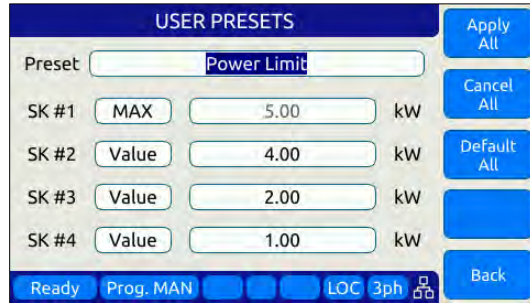 USER PRESETS
Preset Power Limit
SK #1 MAX 5.00 kW
SK #2 Value 4.00 kW
SK #3 Value 2.00 kW
SK #4 Value 1.00 kW
Ready Prog. MAN LOC 3ph
Apply
All
Cancel
All
Default
All
Back